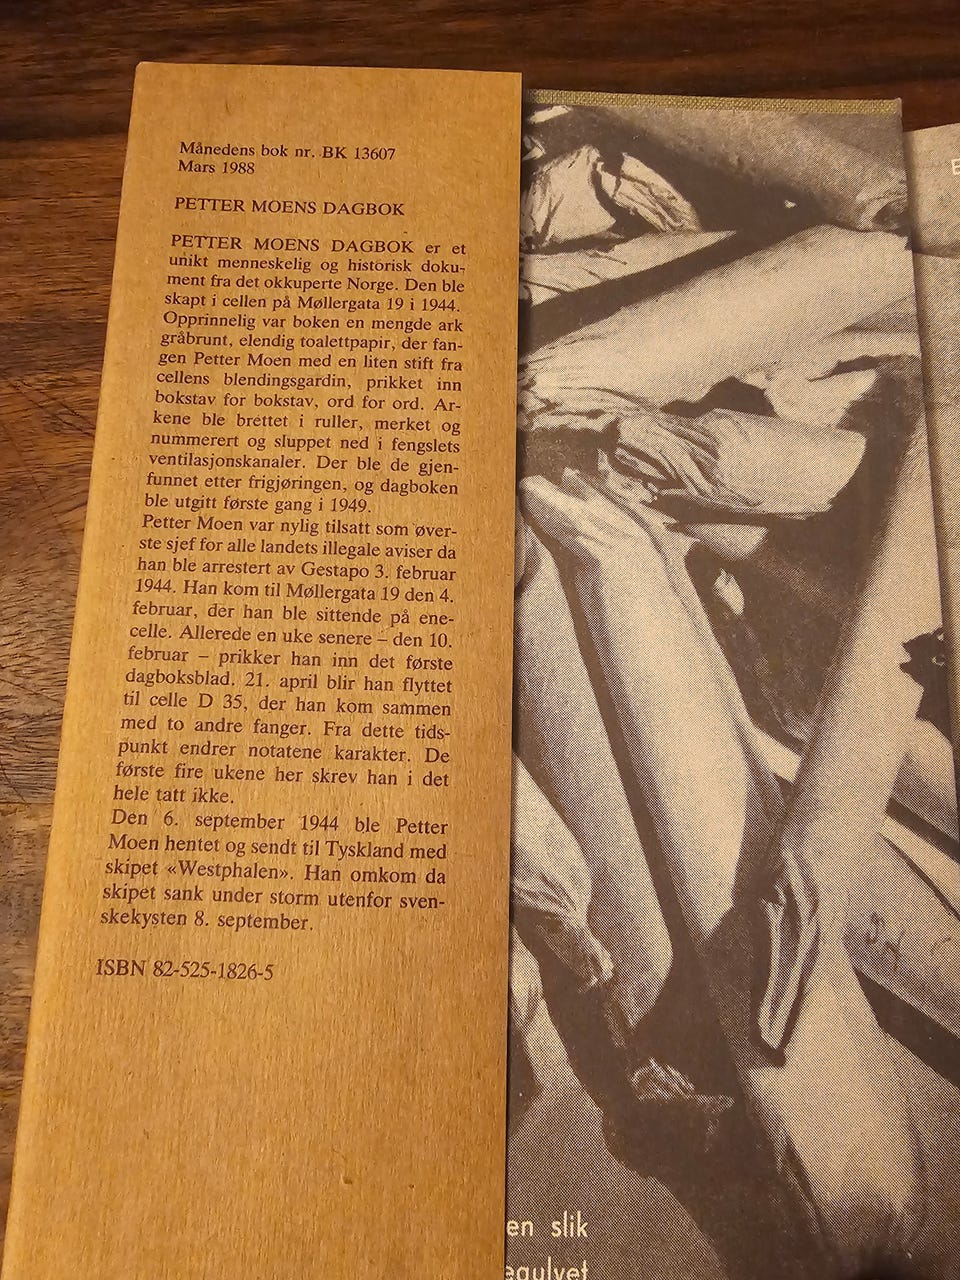 Månedens bok nr. BK 13607
Mars 1988
PETTER MOENS DAGBOK
PETTER MOENS DAGBOK er et
unikt menneskelig og historisk doku-
ment fra det okkuperte Norge. Den ble
skapt i cellen på Møllergata 19 i 1944.
Opprinnelig var boken en mengde ark
gråbrunt, elendig toalettpapir, der fan-
gen Petter Moen med en liten stift fra
cellens blendingsgardin, prikket inn
bokstav for bokstav, ord for ord. Ar-
kene ble brettet i ruller, merket og
nummerert og sluppet ned i fengslets
ventilasjonskanaler. Der ble de gjen-
funnet etter frigjøringen, og dagboken
ble utgitt første gang i 1949.
Petter Moen var nylig tilsatt som øver-
ste sjef for alle landets illegale aviser da
han ble arrestert av Gestapo 3. februar
1944. Han kom til Møllergata 19 den 4.
februar, der han ble sittende på ene-
celle. Allerede en uke senere – den 10.
februar – prikker han inn det første
dagboksblad. 21. april blir han flyttet
til celle D 35, der han kom sammen
med to andre fanger. Fra dette tids-
punkt endrer notatene karakter. De
første fire ukene her skrev han i det
hele tatt ikke.
Den 6. september 1944 ble Petter
Moen hentet og sendt til Tyskland med
skipet «Westphalen». Han omkom da
skipet sank under storm utenfor sven-
skekysten 8. september.
ISBN 82-525-1826-5
en slik